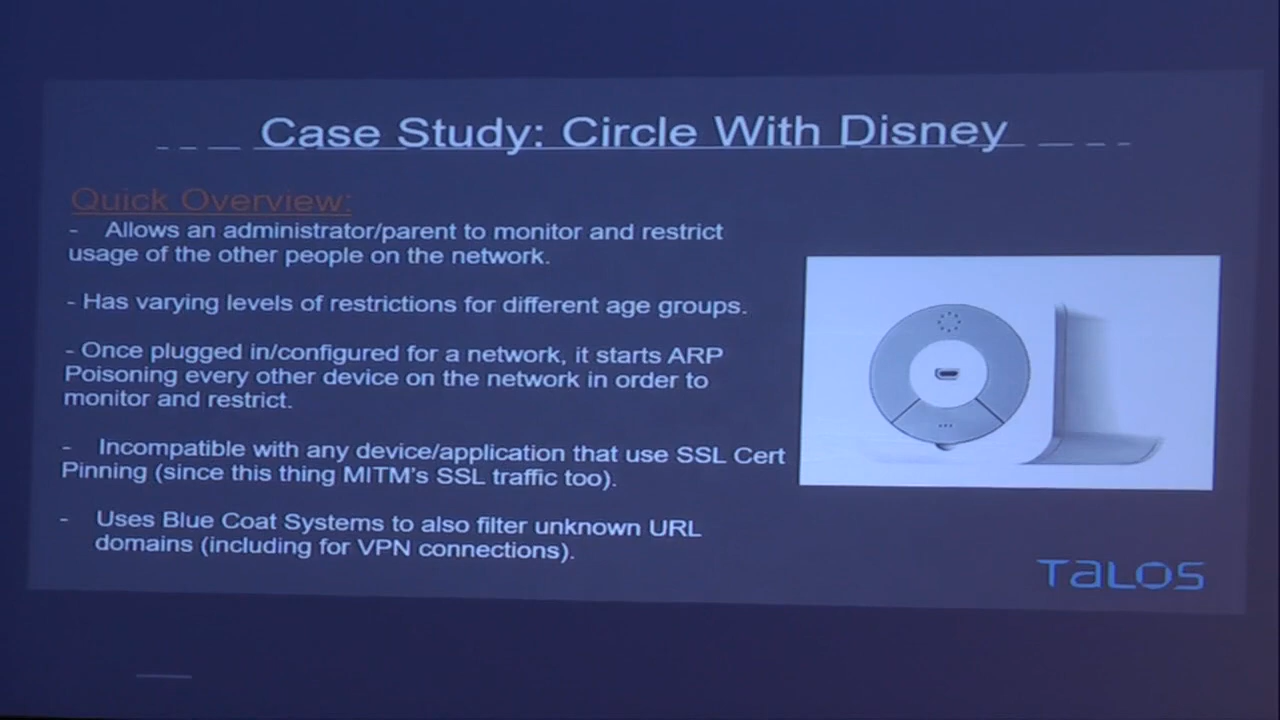 Case Study: Circle With Disney
Quick Overview:
- Allows an administrator/parent to monitor and restrict
usage of the other people on the network.
- Has varying levels of restrictions for different age groups.
- Once plugged in/configured for a network, it starts ARP
Poisoning every other device on the network in order to
monitor and restrict.
- Incompatible with any device/application that use SSL Cert
Pinning (since this thing MITM's SSL traffic too).
- Uses Blue Coat Systems to also filter unknown URL
domains (including for VPN connections).
TALOS